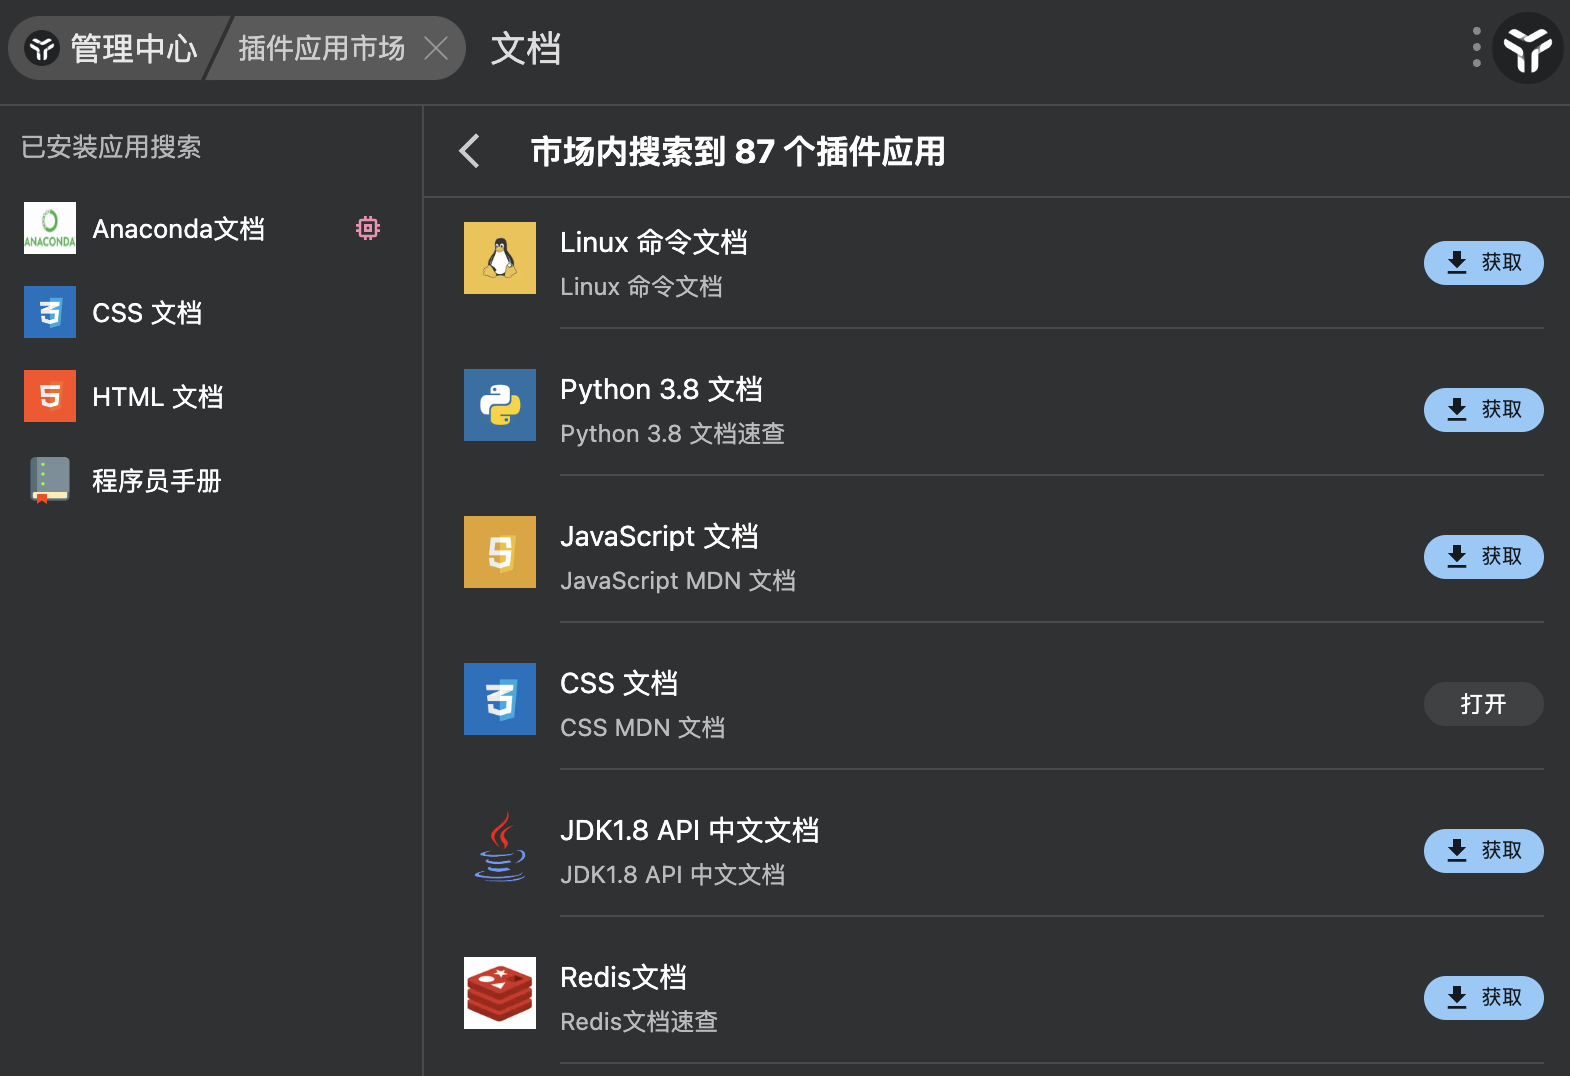 管理中心
插件应用市场
文档
已安装应用搜索
ANACONDA
Anaconda文档
CSS 文档
HTML 文档
程序员手册
市场内搜索到 87 个插件应用
Linux 命令文档
Linux 命令文档
获取
Python 3.8 文档
Python 3.8 文档速查
获取
JavaScript 文档
JavaScript MDN 文档
获取
CSS 文档
CSS MDN 文档
打开
JDK1.8 API 中文文档
JDK1.8 API 中文文档
获取
Redis文档
Redis文档速查
获取